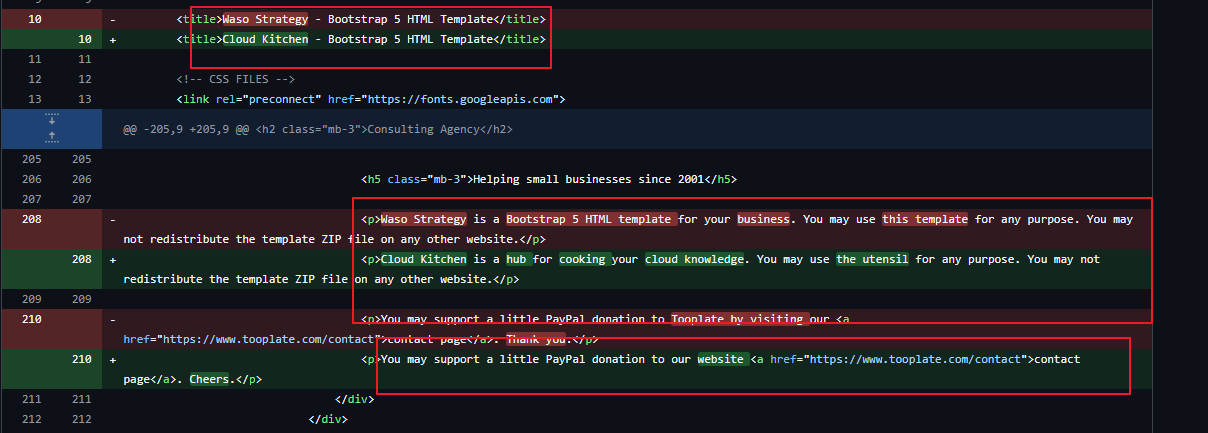 10 - <title>Waso Strategy - Bootstrap 5 HTML Template</title>
10 + <title>Cloud Kitchen - Bootstrap 5 HTML Template</title>
11 11
12 12 <!-- CSS FILES -->
13 13 <link rel="preconnect" href="https://fonts.googleapis.com">
@@ -205,9 +205,9 @@ <h2 class="mb-3">Consulting Agency</h2>
205 205
206 206 <h5 class="mb-3">Helping small businesses since 2001</h5>
207 207
208 - <p>Waso Strategy is a Bootstrap 5 HTML template for your business. You may use this template for any purpose. You may
not redistribute the template ZIP file on any other website.</p>
208 + <p>Cloud Kitchen is a hub for cooking your cloud knowledge. You may use the utensil for any purpose. You may not
redistribute the template ZIP file on any other website.</p>
209 209
210 - <p>You may support a little PayPal donation to Tooplate by visiting our <a
href="https://www.tooplate.com/contact">contact page</a>. Thank you.</p>
210 + <p>You may support a little PayPal donation to our website <a href="https://www.tooplate.com/contact">contact
page</a>. Cheers.</p>
211 211 </div>
212 212 </div>